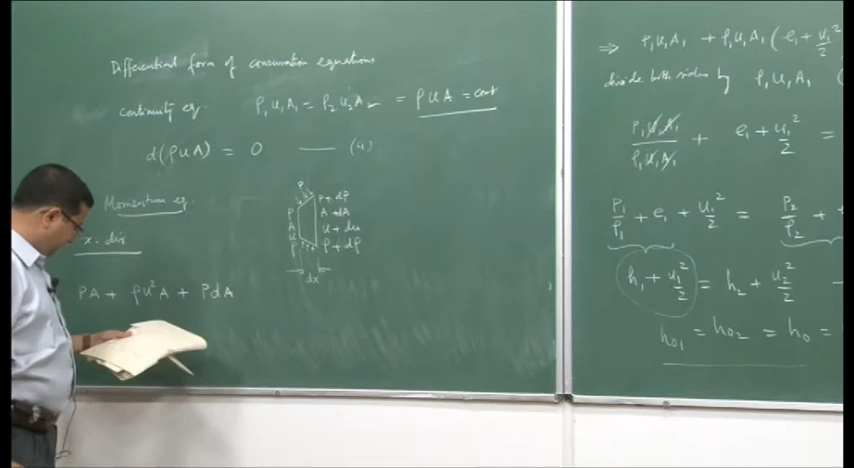 Differential form of conservation equations
continuity eq. ρ₁u₁A₁ = ρ₂u₂A₂ = ρuA = const
d(ρuA) = 0 —— (4)
Momentum eq.
x-dir
P
P A u ρ
P+dP
A+dA
u+du
ρ+dρ
dx
PA + ρu²A + PdA
⇒ P₁u₁A₁ + ρ₁u₁A₁(e₁ + u₁²/2
divide both sides by ρ₁u₁A₁ (
P₁u₁A₁/ρ₁u₁A₁ + e₁ + u₁²/2 =
P₁/ρ₁ + e₁ + u₁²/2 = P₂/ρ₂ +
h₁ + u₁²/2 = h₂ + u₂²/2 —
h₀₁ = h₀₂ = h₀ =